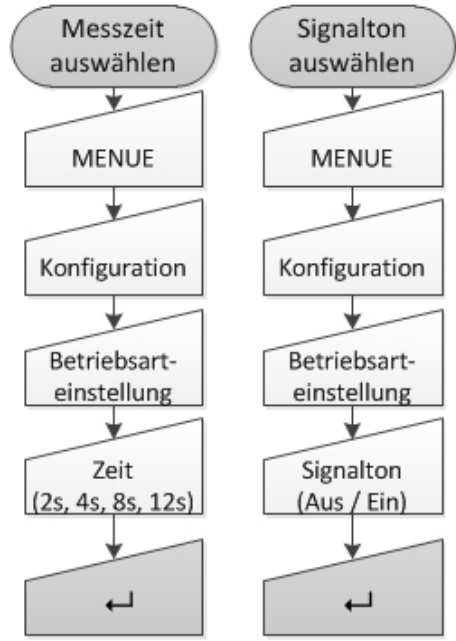 Messzeit
auswählen
MENUE
Konfiguration
Betriebsart-
einstellung
Zeit
(2s, 4s, 8s, 12s)
↵
Signalton
auswählen
MENUE
Konfiguration
Betriebsart-
einstellung
Signalton
(Aus / Ein)
↵